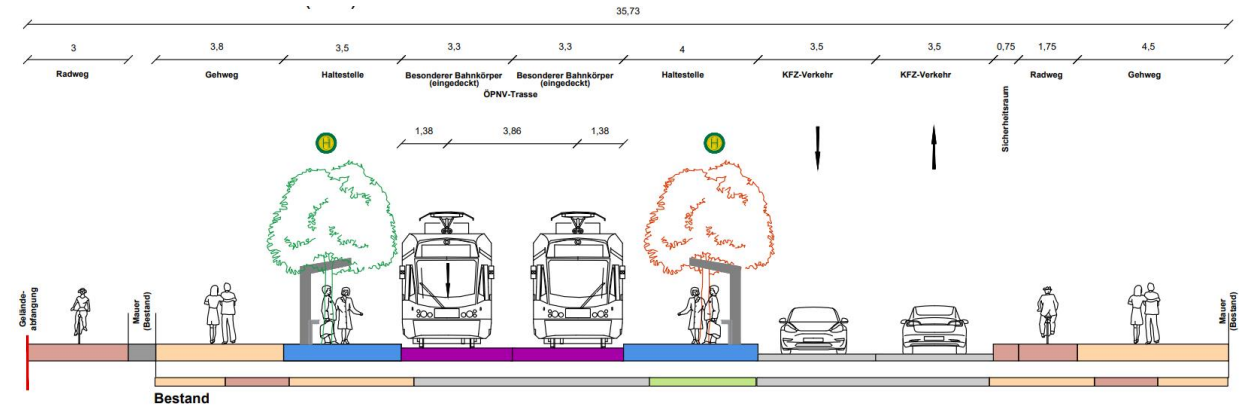 35,73
3
3,8
3,5
3,3
3,3
4
3,5
3,5
0,75
1,75
4,5
Radweg
Gehweg
Haltestelle
Besonderer Bahnkörper
(eingedeckt)
Besonderer Bahnkörper
(eingedeckt)
ÖPNV-Trasse
Haltestelle
KFZ-Verkehr
KFZ-Verkehr
Sicherheitsraum
Radweg
Gehweg
1,38
3,86
1,38
H
H
Gelände-
abfangung
Mauer
(Bestand)
Mauer
(Bestand)
Bestand